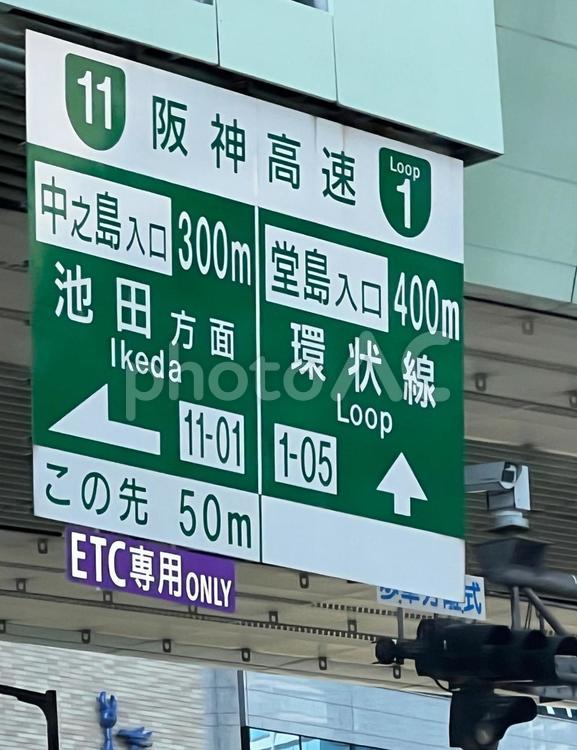 11 阪神高速 Loop 1
中之島入口 300m
池田方面
Ikeda
11-01
この先 50m
堂島入口 400m
環状線
Loop
1-05
ETC専用ONLY
photoAC